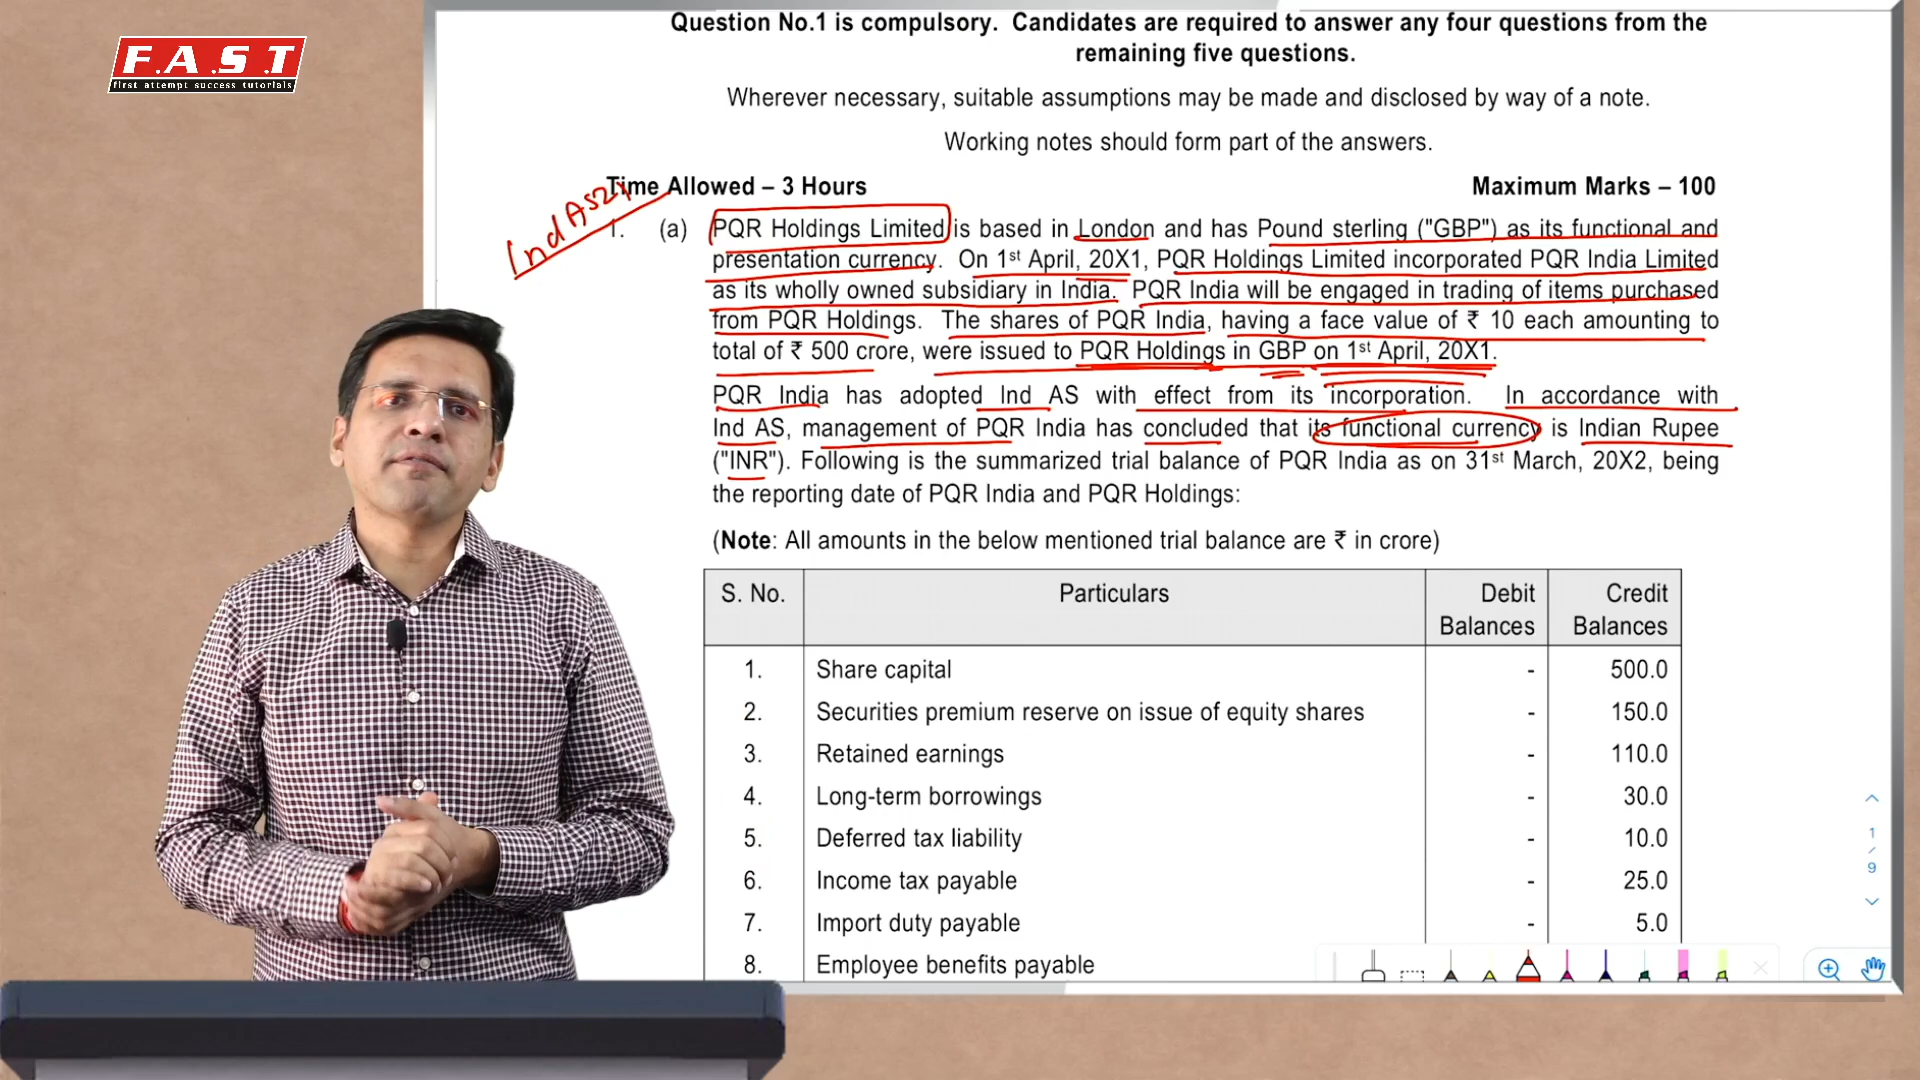 F.A.S.T
first attempt success tutorials
Question No.1 is compulsory. Candidates are required to answer any four questions from the
remaining five questions.
Wherever necessary, suitable assumptions may be made and disclosed by way of a note.
Working notes should form part of the answers.
Time Allowed – 3 Hours Maximum Marks – 100
Ind AS21
1. (a) PQR Holdings Limited is based in London and has Pound sterling ("GBP") as its functional and
presentation currency. On 1st April, 20X1, PQR Holdings Limited incorporated PQR India Limited
as its wholly owned subsidiary in India. PQR India will be engaged in trading of items purchased
from PQR Holdings. The shares of PQR India, having a face value of ₹ 10 each amounting to
total of ₹ 500 crore, were issued to PQR Holdings in GBP on 1st April, 20X1.
PQR India has adopted Ind AS with effect from its incorporation. In accordance with
Ind AS, management of PQR India has concluded that its functional currency is Indian Rupee
("INR"). Following is the summarized trial balance of PQR India as on 31st March, 20X2, being
the reporting date of PQR India and PQR Holdings:
(Note: All amounts in the below mentioned trial balance are ₹ in crore)
S. No. Particulars Debit Balances Credit Balances
1. Share capital - 500.0
2. Securities premium reserve on issue of equity shares - 150.0
3. Retained earnings - 110.0
4. Long-term borrowings - 30.0
5. Deferred tax liability - 10.0
6. Income tax payable - 25.0
7. Import duty payable - 5.0
8. Employee benefits payable
1
/
9